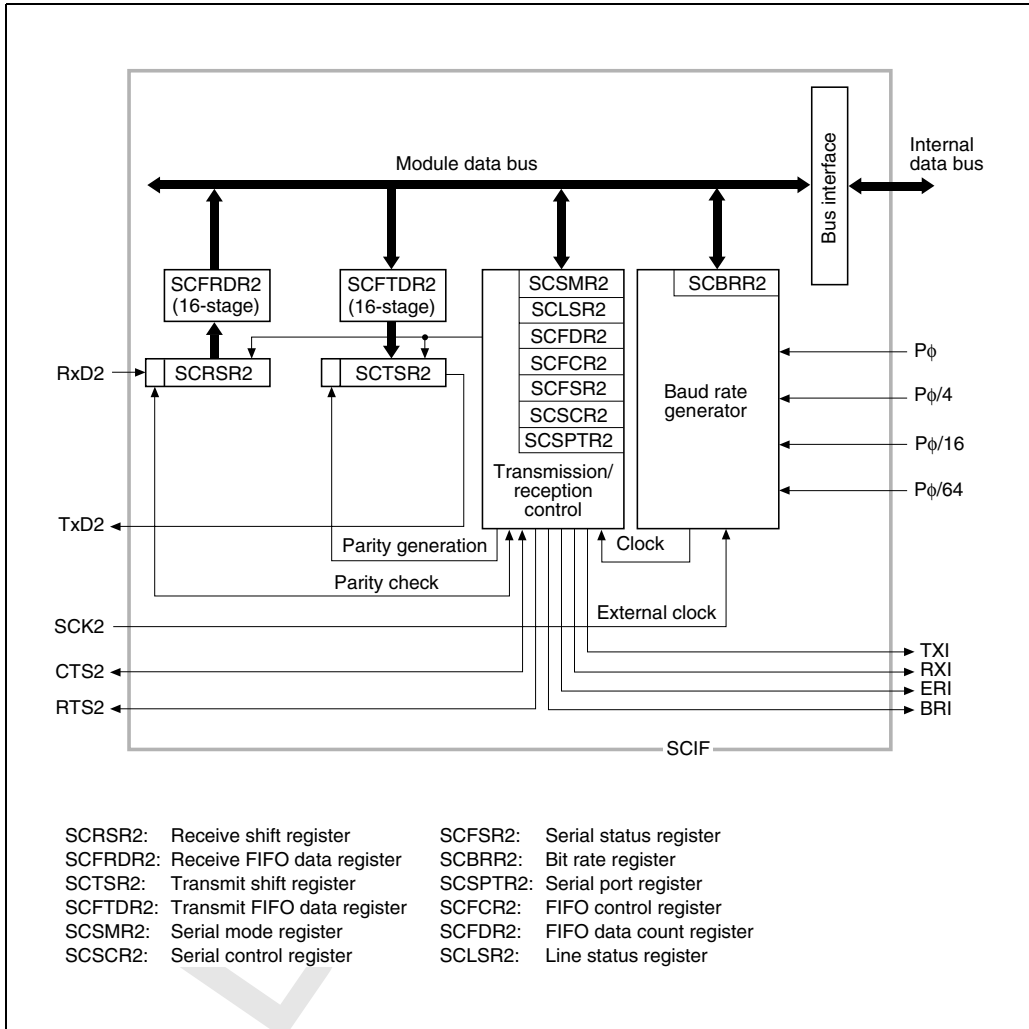 Module data bus
Bus interface
Internal
data bus
SCFRDR2
(16-stage)
SCFTDR2
(16-stage)
SCSMR2
SCLSR2
SCFDR2
SCFCR2
SCFSR2
SCSCR2
SCSPTR2
Transmission/
reception
control
SCBRR2
Baud rate
generator
RxD2
SCRSR2
SCTSR2
Pϕ
Pϕ/4
Pϕ/16
Pϕ/64
TxD2
Parity generation
Clock
Parity check
SCK2
External clock
CTS2
RTS2
TXI
RXI
ERI
BRI
SCIF
SCRSR2: Receive shift register
SCFRDR2: Receive FIFO data register
SCTSR2: Transmit shift register
SCFTDR2: Transmit FIFO data register
SCSMR2: Serial mode register
SCSCR2: Serial control register
SCFSR2: Serial status register
SCBRR2: Bit rate register
SCSPTR2: Serial port register
SCFCR2: FIFO control register
SCFDR2: FIFO data count register
SCLSR2: Line status register